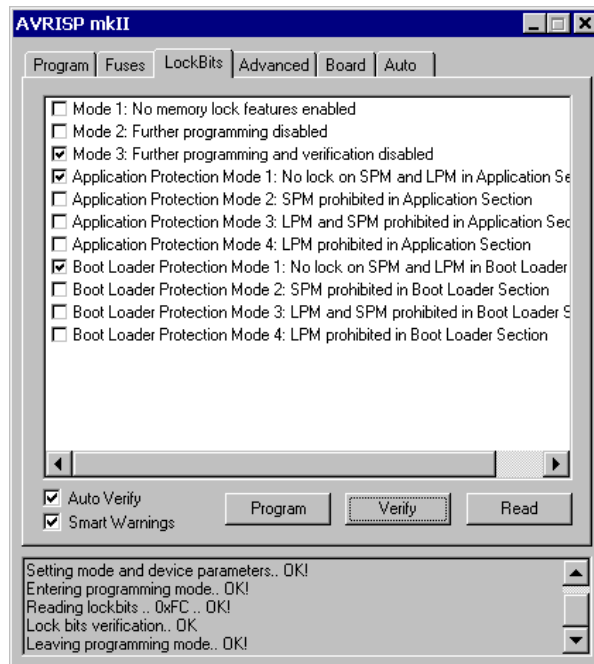 AVRISP mkII
Program Fuses LockBits Advanced Board Auto
Mode 1: No memory lock features enabled
Mode 2: Further programming disabled
Mode 3: Further programming and verification disabled
Application Protection Mode 1: No lock on SPM and LPM in Application Se
Application Protection Mode 2: SPM prohibited in Application Section
Application Protection Mode 3: LPM and SPM prohibited in Application Sec
Application Protection Mode 4: LPM prohibited in Application Section
Boot Loader Protection Mode 1: No lock on SPM and LPM in Boot Loader
Boot Loader Protection Mode 2: SPM prohibited in Boot Loader Section
Boot Loader Protection Mode 3: LPM and SPM prohibited in Boot Loader S
Boot Loader Protection Mode 4: LPM prohibited in Boot Loader Section
Auto Verify
Smart Warnings
Program Verify Read
Setting mode and device parameters.. OK!
Entering programming mode.. OK!
Reading lockbits .. 0xFC .. OK!
Lock bits verification.. OK
Leaving programming mode.. OK!